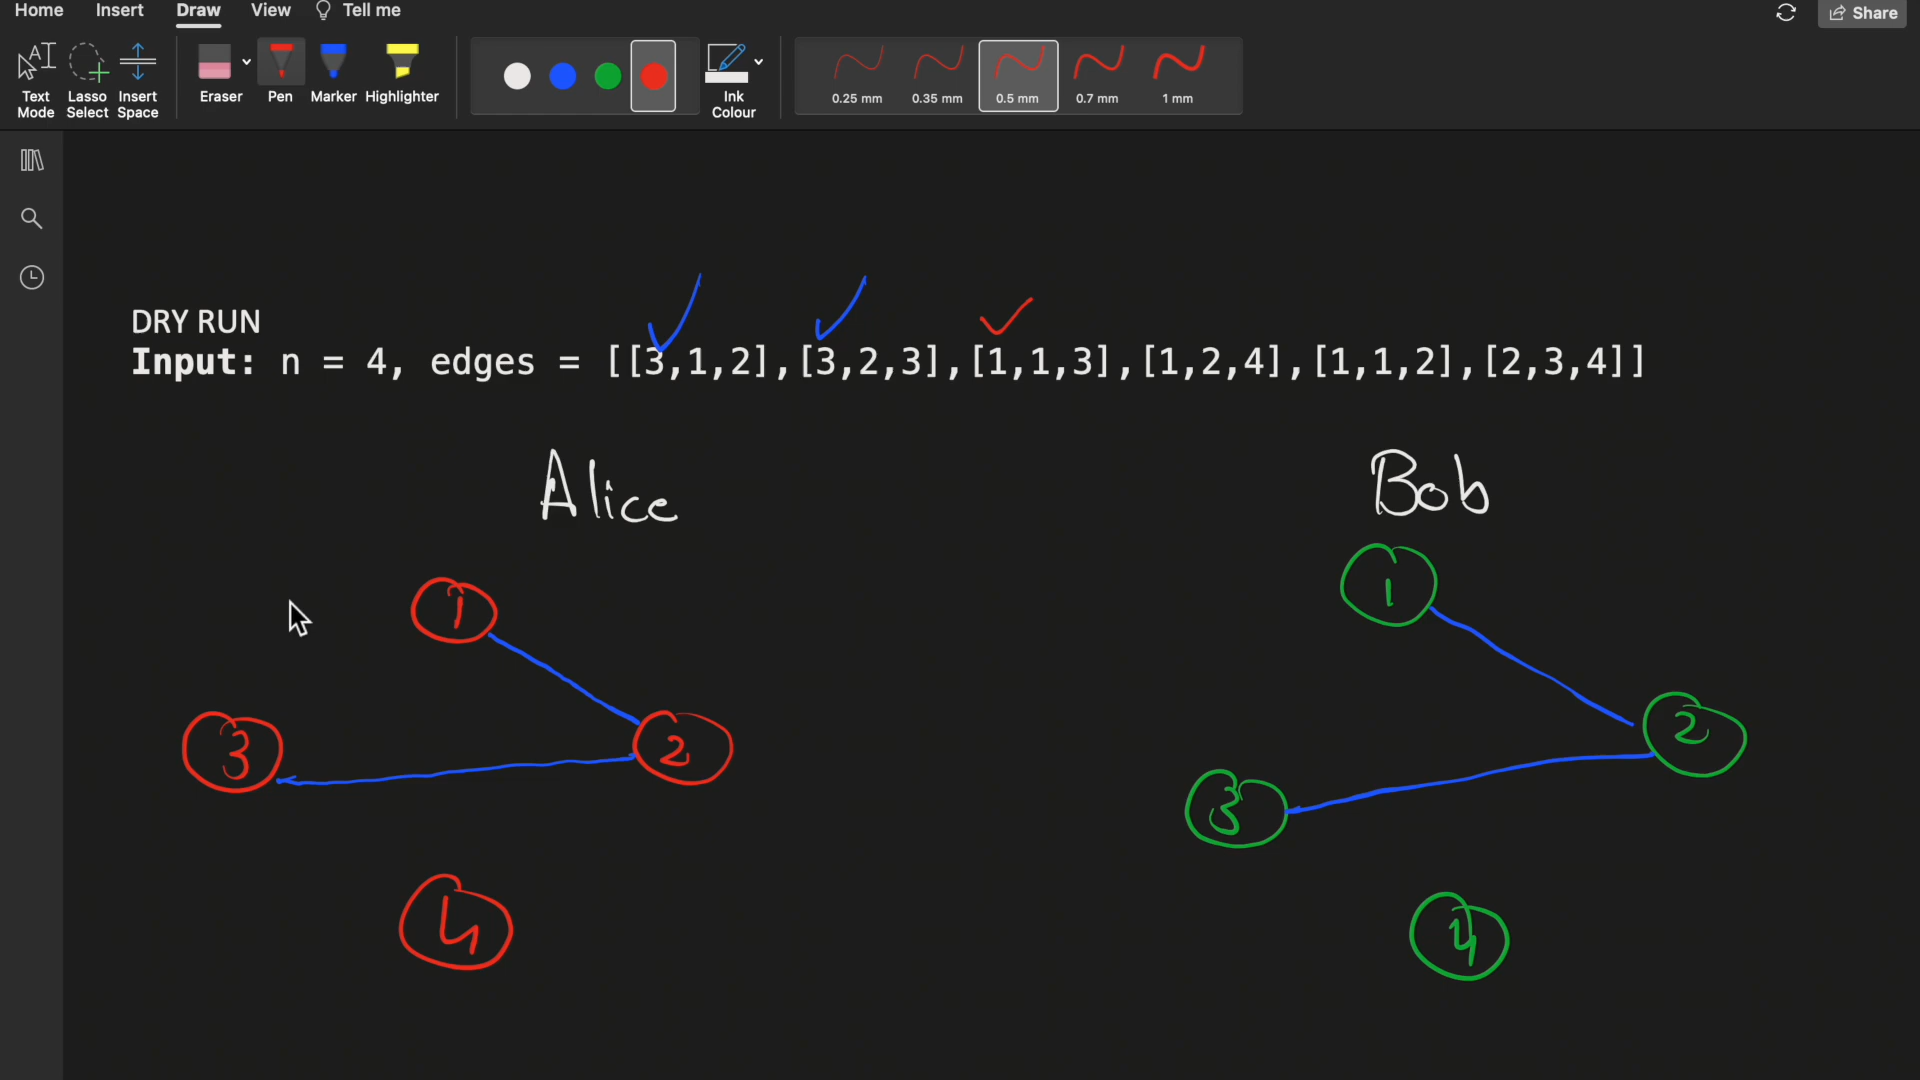 Home Insert Draw View Tell me Share
Text Mode Lasso Select Insert Space Eraser Pen Marker Highlighter Ink Colour 0.25 mm 0.35 mm 0.5 mm 0.7 mm 1 mm
DRY RUN
Input: n = 4, edges = [[3,1,2],[3,2,3],[1,1,3],[1,2,4],[1,1,2],[2,3,4]]
Alice Bob
1 1
3 2 3 2
4 4